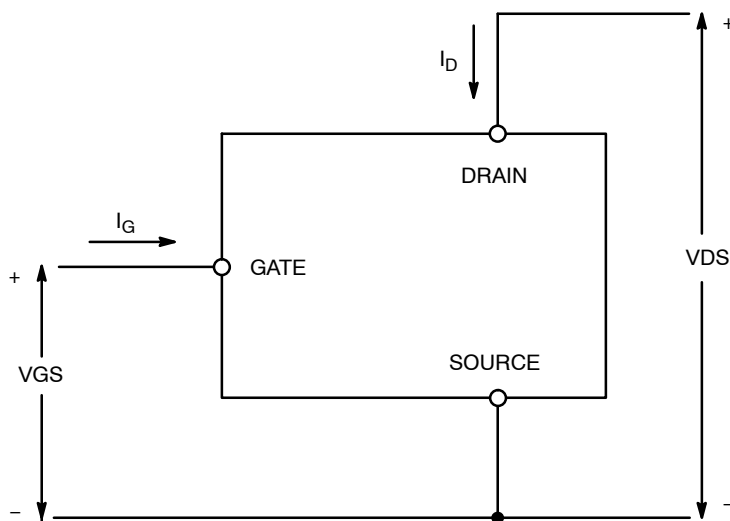 +
I_D
DRAIN
I_G
GATE
VDS
+
SOURCE
VGS
−
−